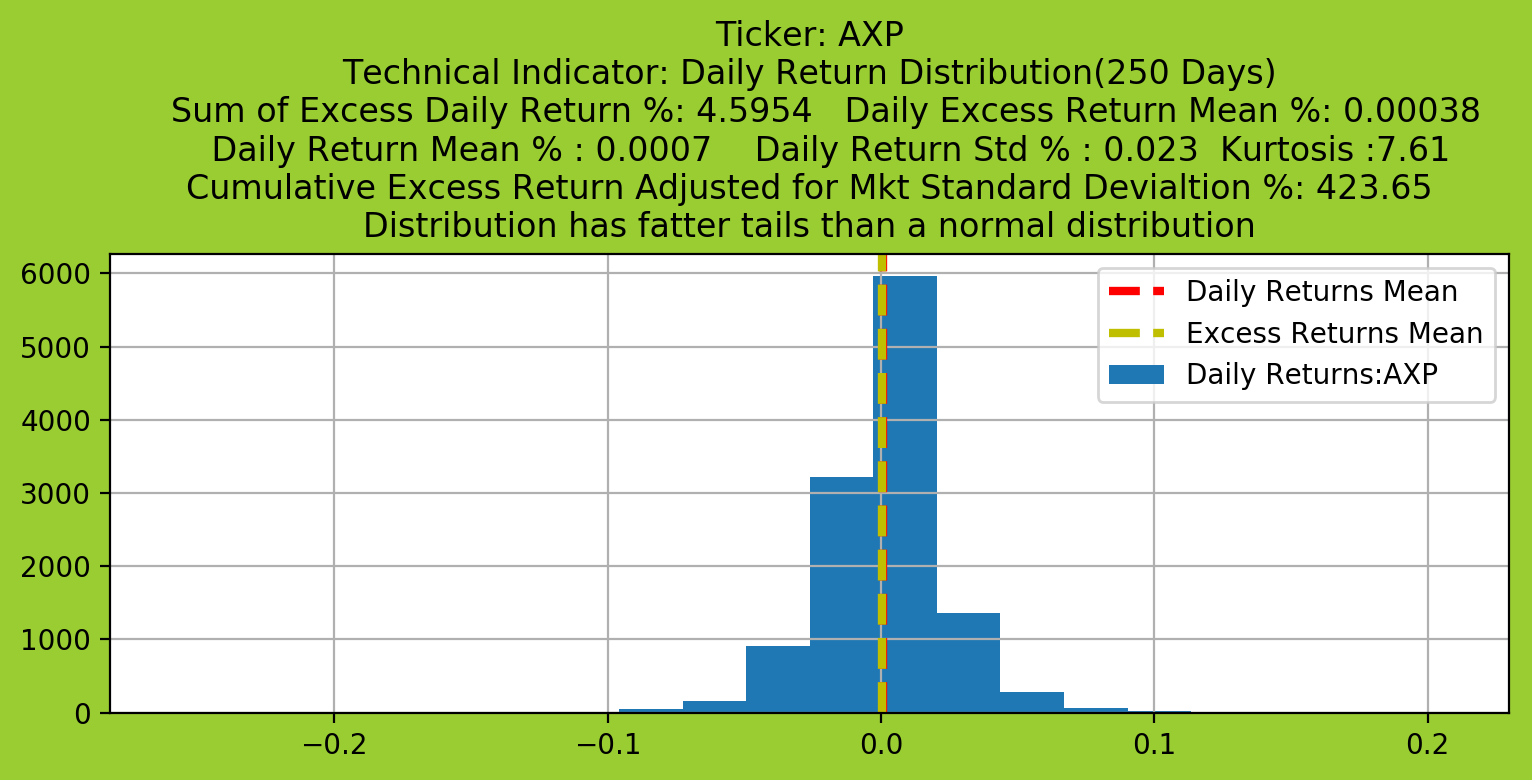 Ticker: AXP
Technical Indicator: Daily Return Distribution(250 Days)
Sum of Excess Daily Return %: 4.5954   Daily Excess Return Mean %: 0.00038
Daily Return Mean % : 0.0007    Daily Return Std % : 0.023  Kurtosis :7.61
Cumulative Excess Return Adjusted for Mkt Standard Devialtion %: 423.65
Distribution has fatter tails than a normal distribution
6000
5000
4000
3000
2000
1000
0
Daily Returns Mean
Excess Returns Mean
Daily Returns:AXP
−0.2
−0.1
0.0
0.1
0.2